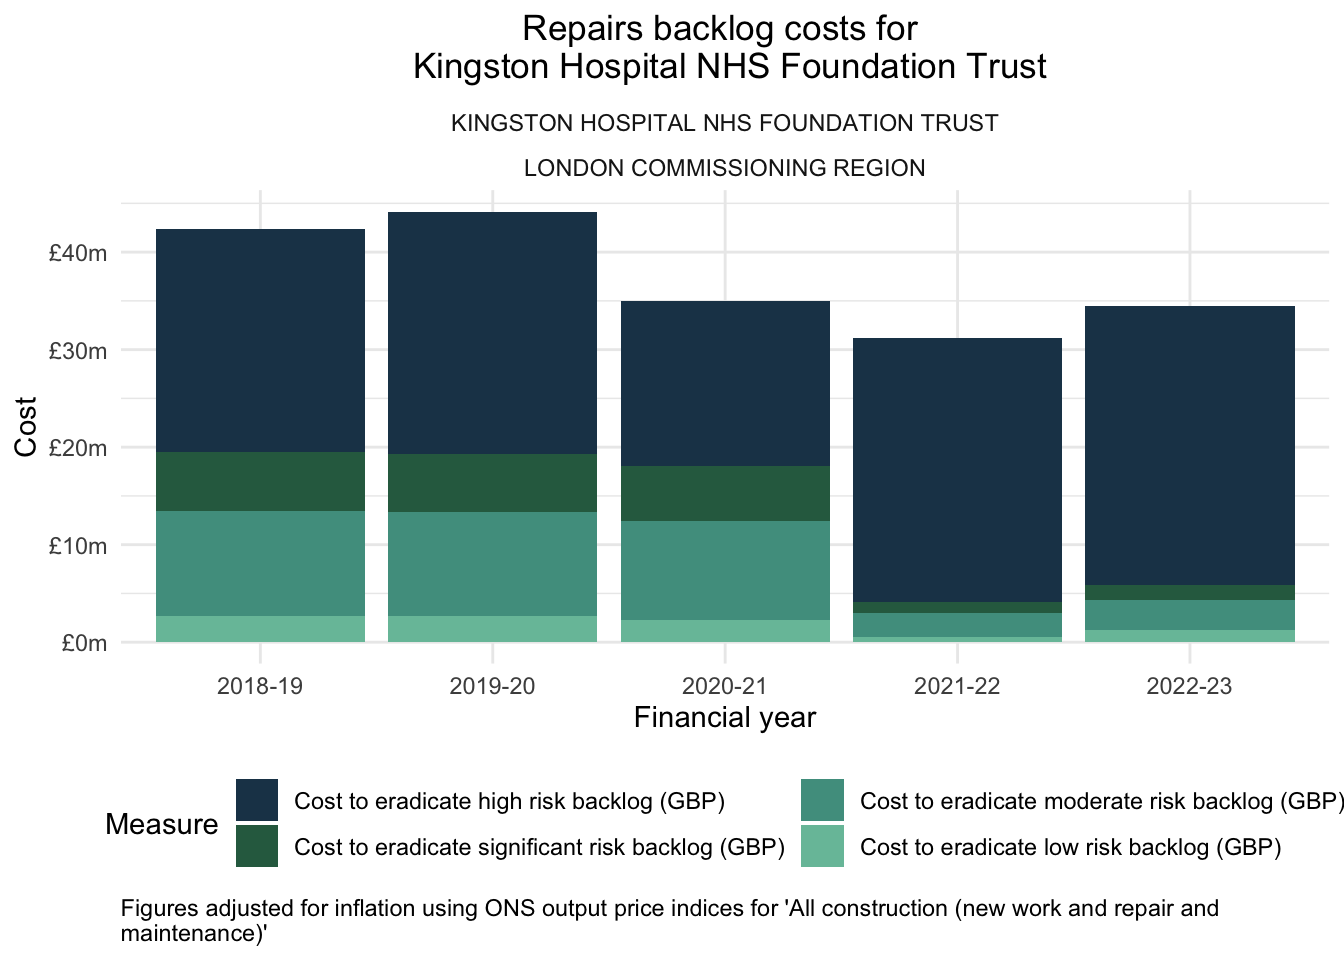 Repairs backlog costs for
Kingston Hospital NHS Foundation Trust
KINGSTON HOSPITAL NHS FOUNDATION TRUST
LONDON COMMISSIONING REGION
Cost
£40m
£30m
£20m
£10m
£0m
2018-19
2019-20
2020-21
2021-22
2022-23
Financial year
Measure
Cost to eradicate high risk backlog (GBP)
Cost to eradicate significant risk backlog (GBP)
Cost to eradicate moderate risk backlog (GBP)
Cost to eradicate low risk backlog (GBP)
Figures adjusted for inflation using ONS output price indices for 'All construction (new work and repair and
maintenance)'